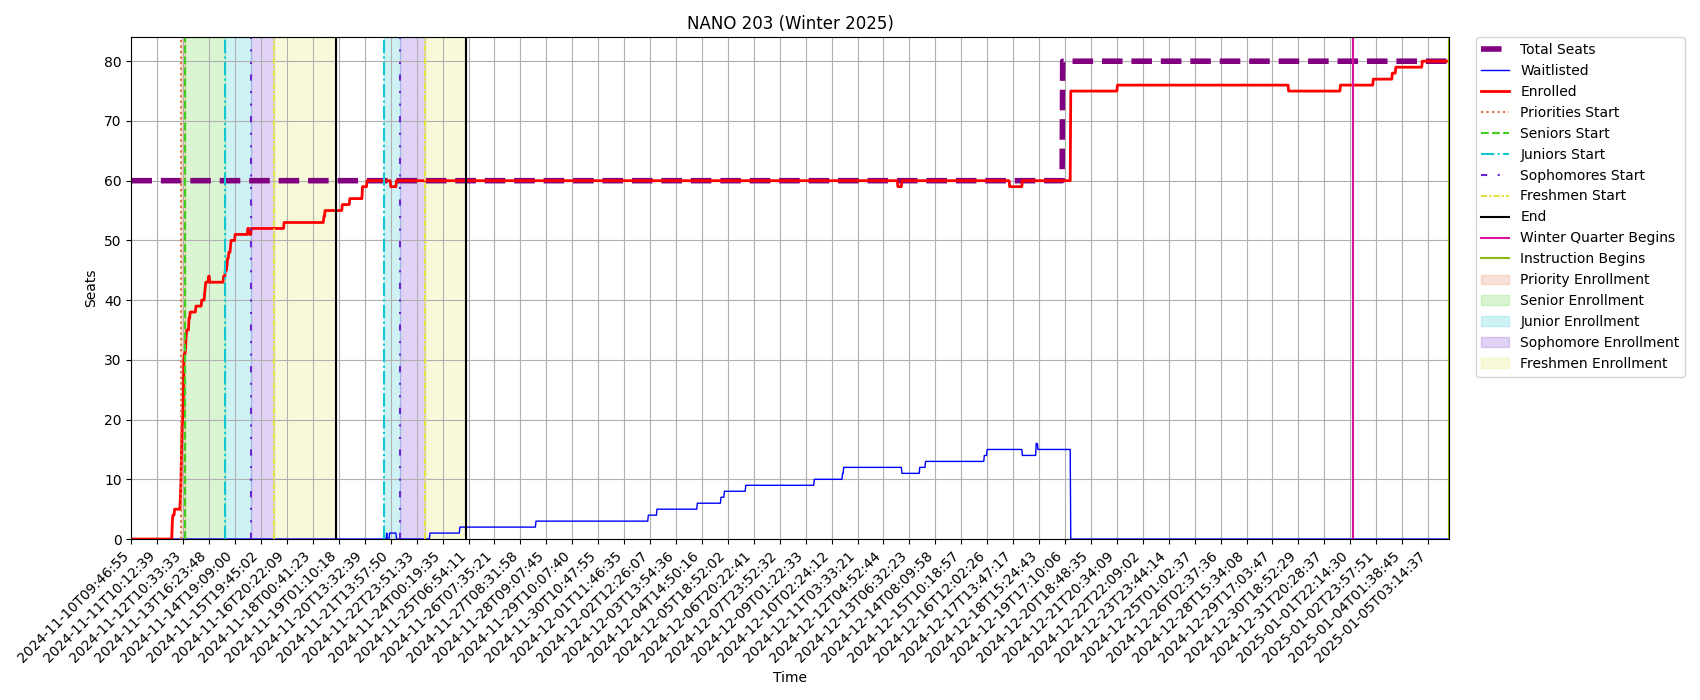 NANO 203 (Winter 2025)
Total Seats
Waitlisted
Enrolled
Priorities Start
Seniors Start
Juniors Start
Sophomores Start
Freshmen Start
End
Winter Quarter Begins
Instruction Begins
Priority Enrollment
Senior Enrollment
Junior Enrollment
Sophomore Enrollment
Freshmen Enrollment
Seats
80
70
60
50
40
30
20
10
0
2024-11-10T09:46:55
2024-11-11T10:12:39
2024-11-12T10:33:33
2024-11-13T16:23:48
2024-11-14T19:09:00
2024-11-15T19:45:02
2024-11-16T20:22:09
2024-11-18T00:41:23
2024-11-19T01:10:18
2024-11-20T13:32:39
2024-11-22T13:57:50
2024-11-23T23:51:33
2024-11-24T00:19:35
2024-11-25T06:54:11
2024-11-26T07:35:21
2024-11-27T08:31:58
2024-11-28T09:07:45
2024-11-29T10:07:40
2024-11-30T10:47:55
2024-12-01T11:46:35
2024-12-02T12:26:07
2024-12-03T13:54:36
2024-12-04T14:50:16
2024-12-05T18:52:02
2024-12-06T20:22:41
2024-12-07T23:52:32
2024-12-09T01:22:33
2024-12-10T02:24:12
2024-12-11T03:33:21
2024-12-12T04:52:44
2024-12-13T06:32:23
2024-12-14T08:09:58
2024-12-15T10:18:57
2024-12-16T12:02:26
2024-12-17T13:47:17
2024-12-18T15:24:43
2024-12-19T17:10:06
2024-12-20T18:48:35
2024-12-21T20:34:09
2024-12-22T22:09:02
2024-12-23T23:44:14
2024-12-25T01:02:37
2024-12-26T02:37:36
2024-12-28T15:34:08
2024-12-29T17:03:47
2024-12-30T18:52:29
2024-12-31T20:28:37
2025-01-01T22:14:30
2025-01-02T23:57:51
2025-01-04T01:38:45
2025-01-05T03:14:37
Time